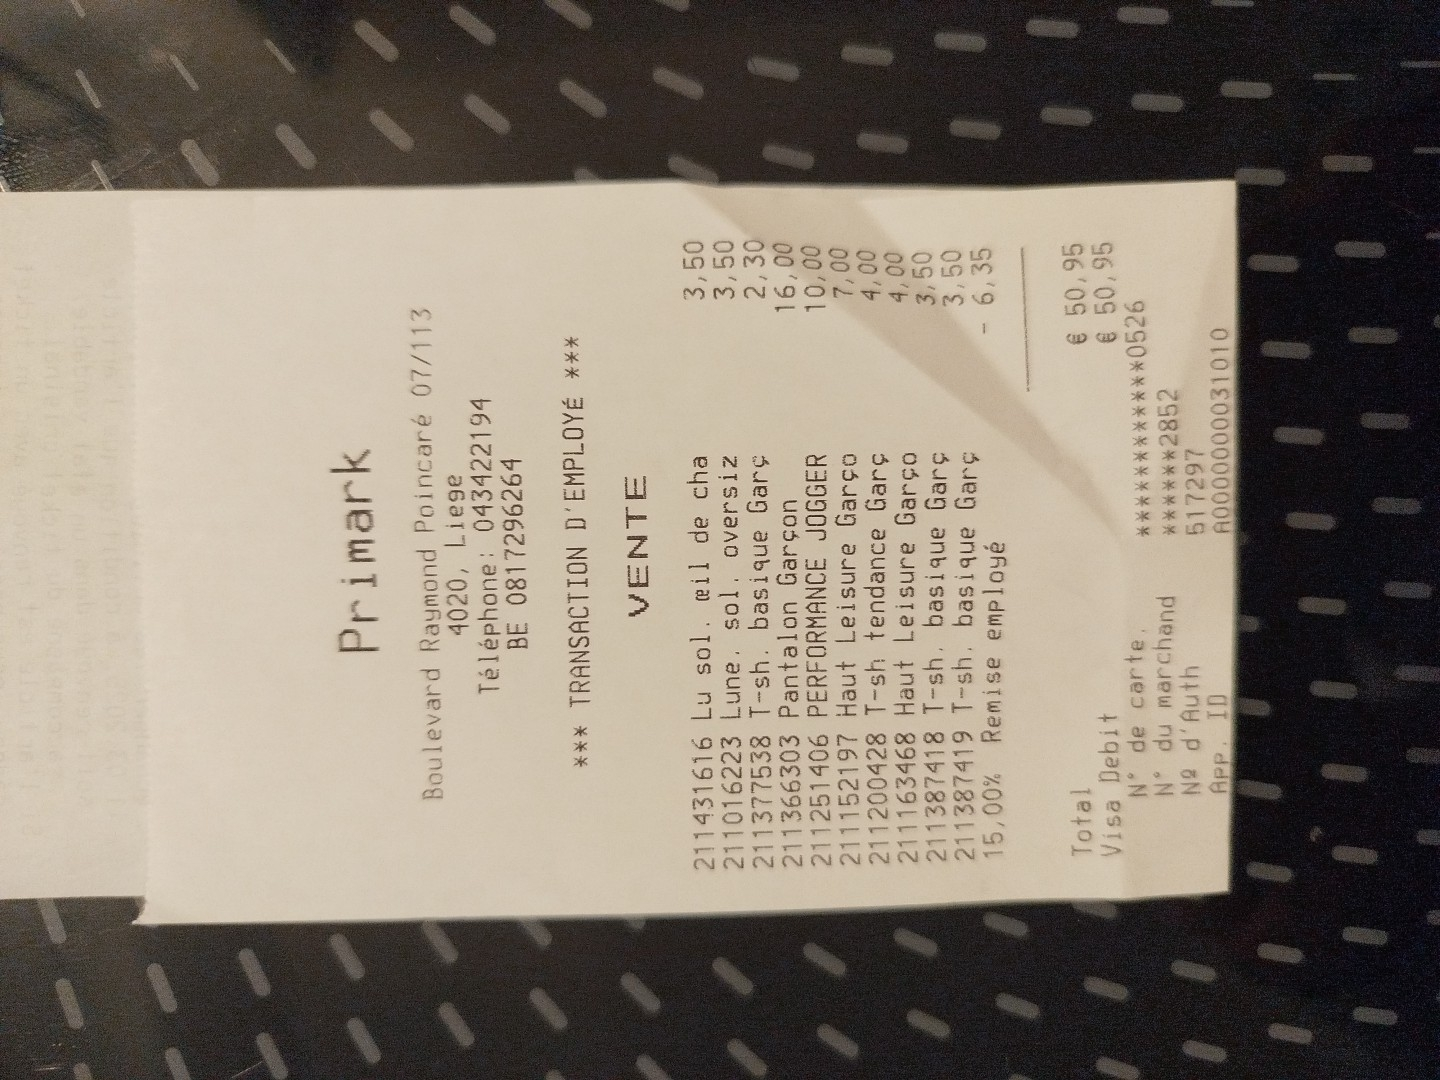 Primark
Boulevard Raymond Poincaré 07/113
4020, Liege
Téléphone: 043422194
BE 0817296264
*** TRANSACTION D'EMPLOYÉ ***
VENTE
211431616 Lu sol. œil de cha 3,50
211016223 Lune. sol. oversiz 3,50
211377538 T-sh. basique Garç 2,30
211366303 Pantalon Garçon 16,00
211251406 PERFORMANCE JOGGER 10,00
211152197 Haut Leisure Garço 7,00
211200428 T-sh tendance Garç 4,00
211163468 Haut Leisure Garço 4,00
211387418 T-sh. basique Garç 3,50
211387419 T-sh. basique Garç 3,50
15,00% Remise employé - 6,35
Total € 50,95
Visa Debit € 50,95
N° de carte. ************0526
N° du marchand ******2852
Nº d'Auth 517297
App. ID A0000000031010